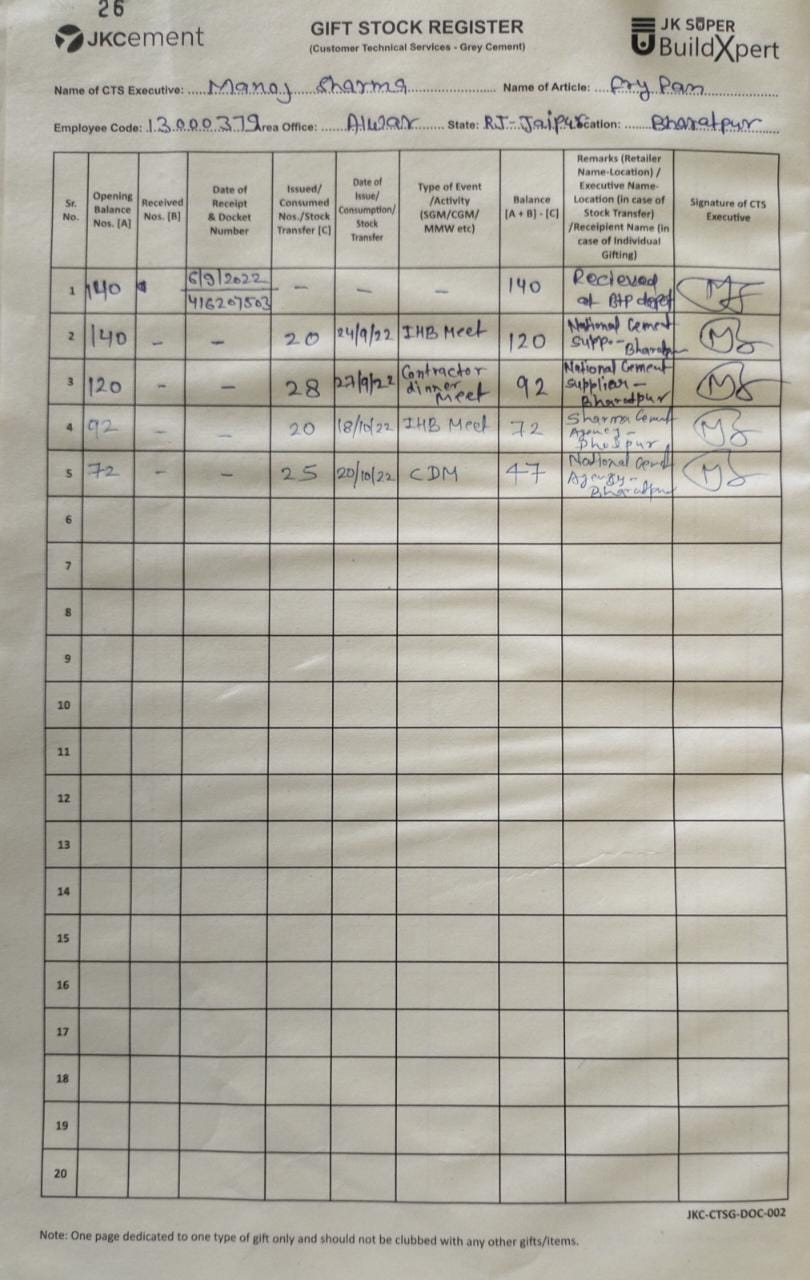 26
JKCement
GIFT STOCK REGISTER
(Customer Technical Services - Grey Cement)
JK SUPER
BuildXpert
Name of CTS Executive: Manoj Sharma Name of Article: Fry Pan
Employee Code: 13000379 Area Office: Alwar State: RJ-Jaipur cation: Bharatpur
Sr. No. Opening Balance Nos. [A] Received Nos. [B] Date of Receipt & Docket Number Issued/ Consumed Nos./Stock Transfer [C] Date of Issue/ Consumption/ Stock Transfer Type of Event /Activity (SGM/CGM/ MMW etc) Balance [A + B] - [C] Remarks (Retailer Name-Location) / Executive Name-Location (in case of Stock Transfer) /Receipient Name (in case of Individual Gifting) Signature of CTS Executive
1 140 6/9/2022 416207503 - - - 140 Recieved at BTP depot
2 140 - - 20 24/9/22 IHB Meet 120 National Cement Supp.- Bharatpur
3 120 - - 28 27/9/22 Contractor dinner Meet 92 National Cement Supplier - Bharatpur
4 92 - - 20 18/10/22 IHB Meet 72 Sharma Cement Agency -
5 72 - - 25 20/10/22 CDM 47 National Agency - Bharatpur
6
7
8
9
10
11
12
13
14
15
16
17
18
19
20
JKC-CTSG-DOC-002
Note: One page dedicated to one type of gift only and should not be clubbed with any other gifts/items.